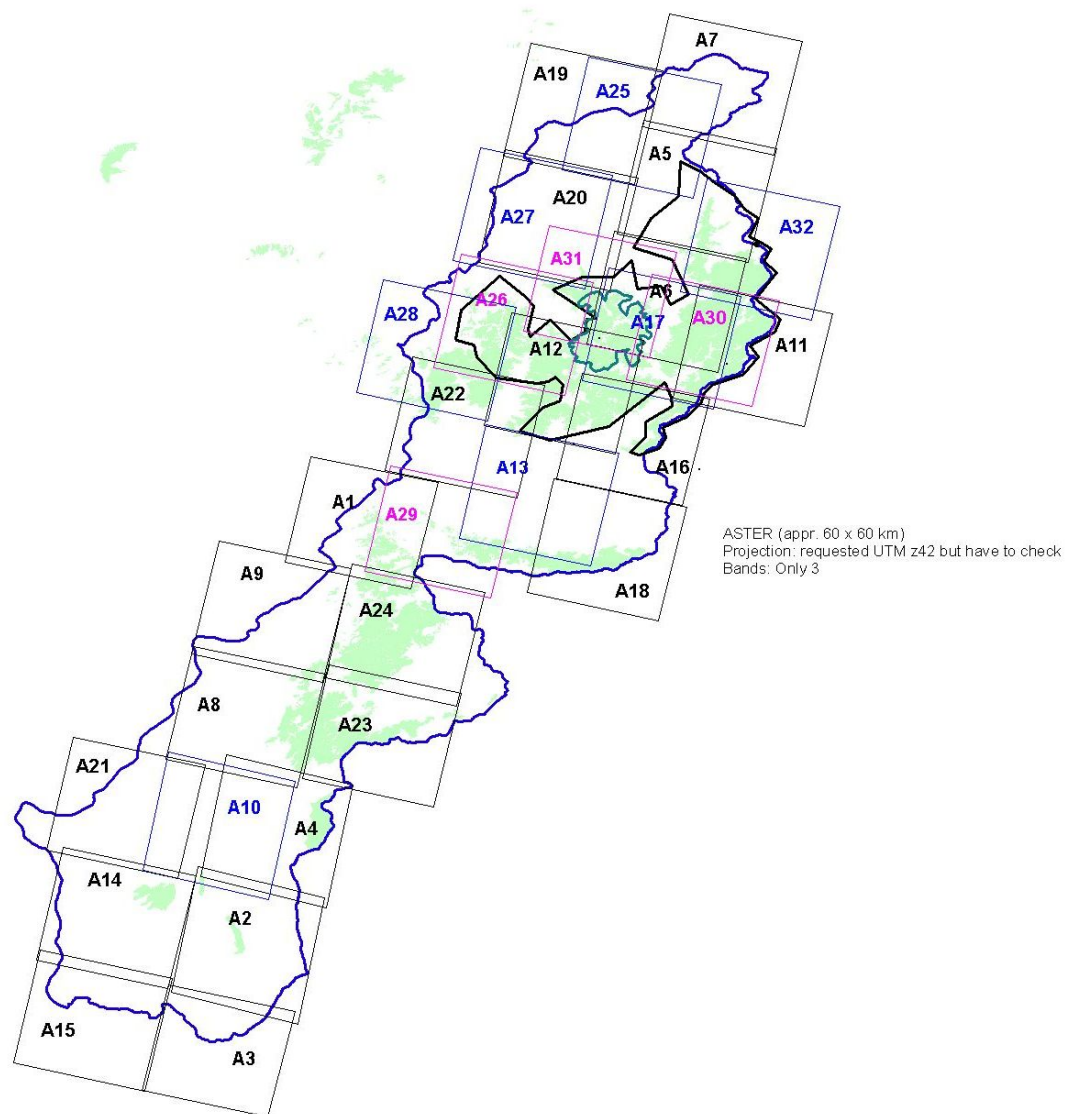 A7
A19
A25
A5
A20
A27
A32
A31
A6
A26
A28
A17
A30
A12
A11
A22
A13
A16
A1
A29
ASTER (appr. 60 x 60 km)
Projection: requested UTM z42 but have to check
Bands: Only 3
A9
A18
A24
A8
A23
A21
A10
A4
A14
A2
A15
A3